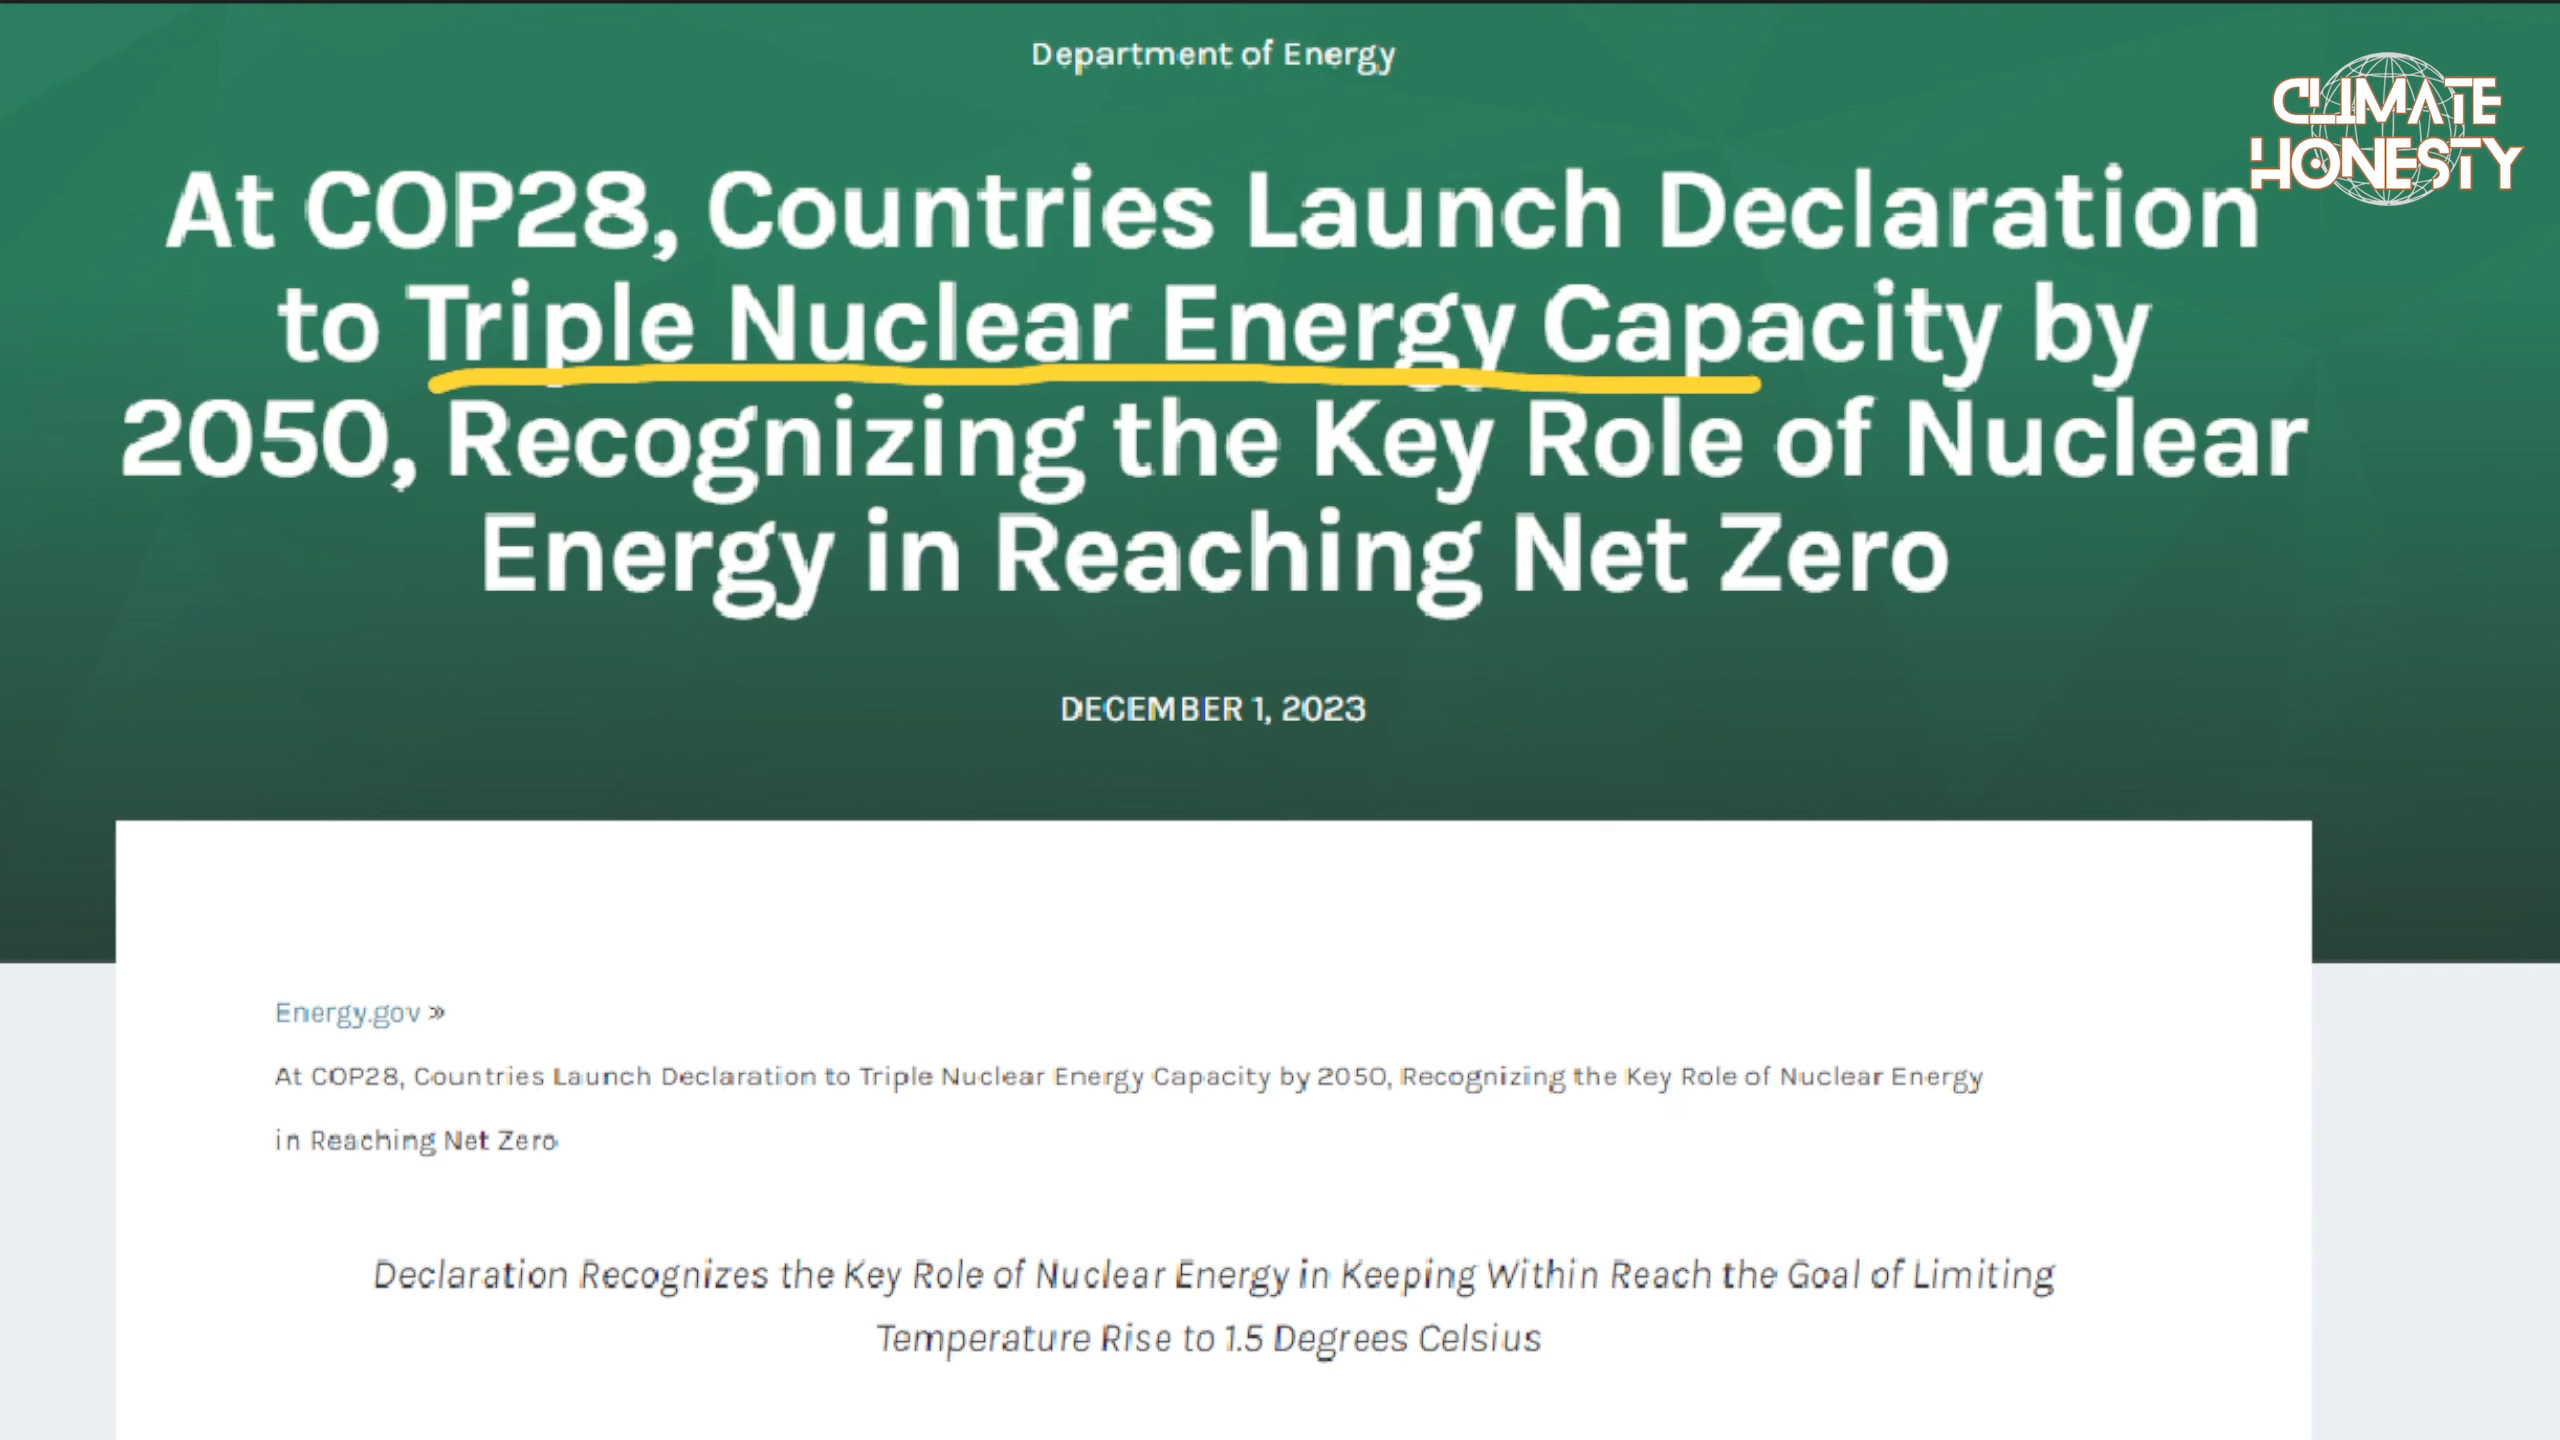 Department of Energy
CLIMATE
HONESTY
At COP28, Countries Launch Declaration
to Triple Nuclear Energy Capacity by
2050, Recognizing the Key Role of Nuclear
Energy in Reaching Net Zero
DECEMBER 1, 2023
Energy.gov »
At COP28, Countries Launch Declaration to Triple Nuclear Energy Capacity by 2050, Recognizing the Key Role of Nuclear Energy
in Reaching Net Zero
Declaration Recognizes the Key Role of Nuclear Energy in Keeping Within Reach the Goal of Limiting
Temperature Rise to 1.5 Degrees Celsius